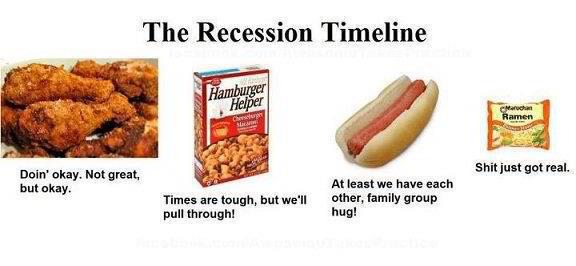 The Recession Timeline
Hamburger
Helper
Cheeseburger
Macaroni
Maruchan
Ramen
Doin' okay. Not great,
but okay.
Times are tough, but we'll
pull through!
At least we have each
other, family group
hug!
Shit just got real.